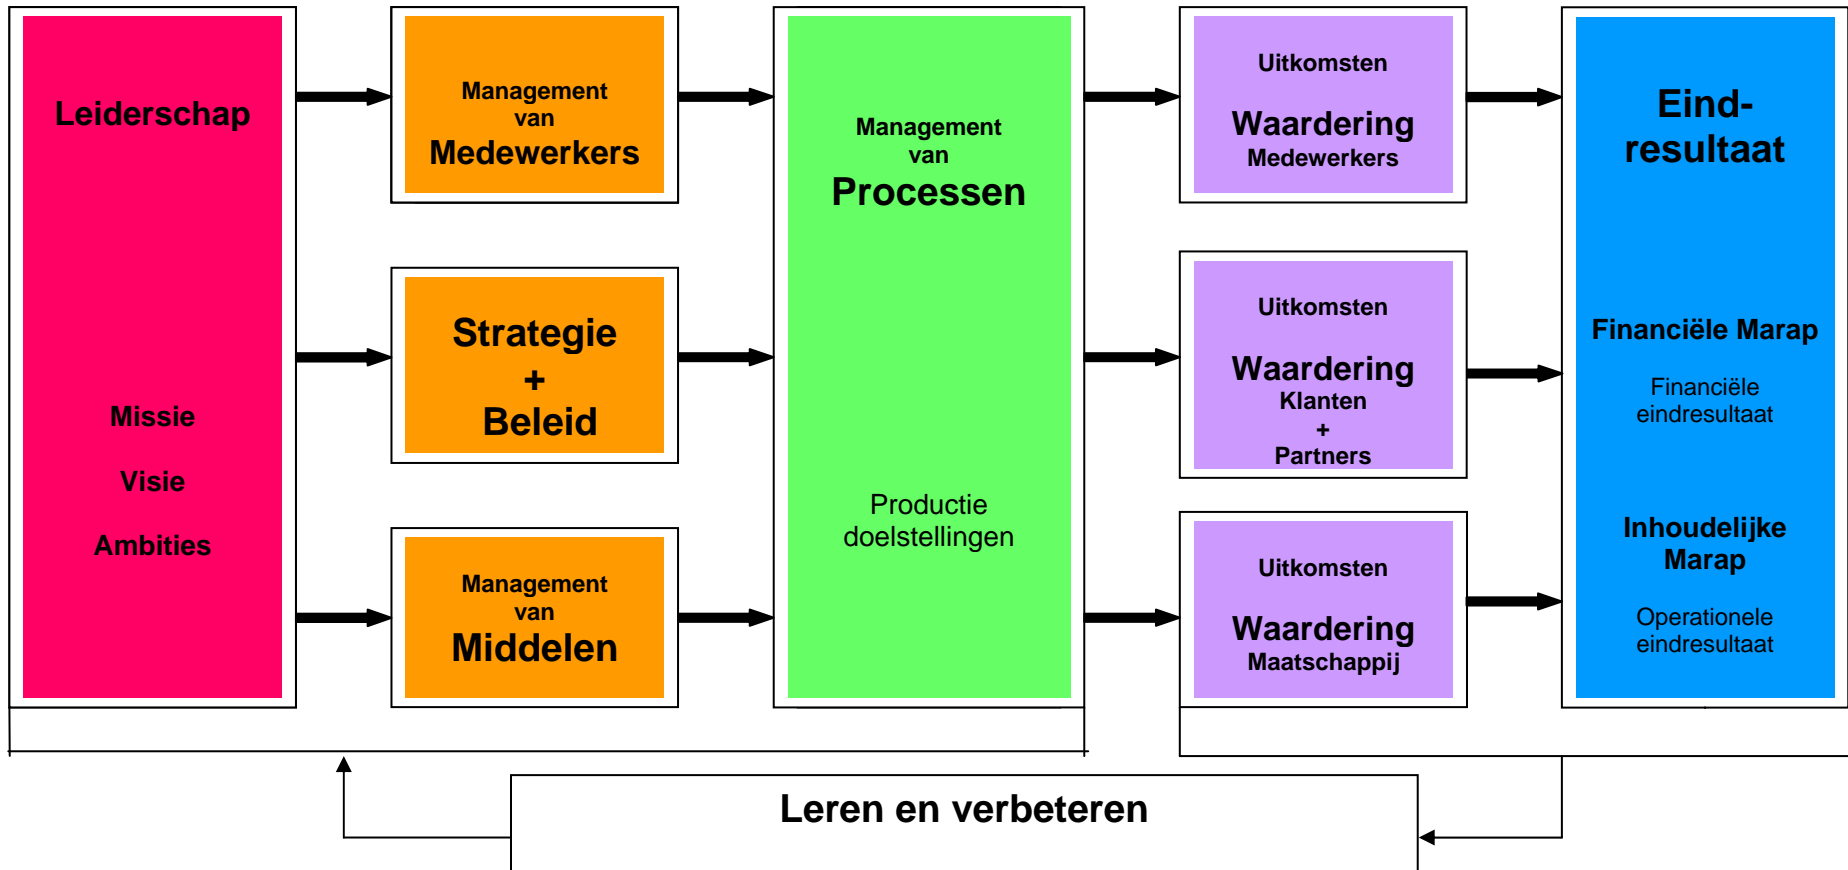 Leiderschap
Missie
Visie
Ambities
Management
van
Medewerkers
Strategie
+
Beleid
Management
van
Middelen
Management
van
Processen
Productie
doelstellingen
Uitkomsten
Waardering
Medewerkers
Uitkomsten
Waardering
Klanten
+
Partners
Uitkomsten
Waardering
Maatschappij
Eind-
resultaat
Financiële Marap
Financiële
eindresultaat
Inhoudelijke
Marap
Operationele
eindresultaat
Leren en verbeteren